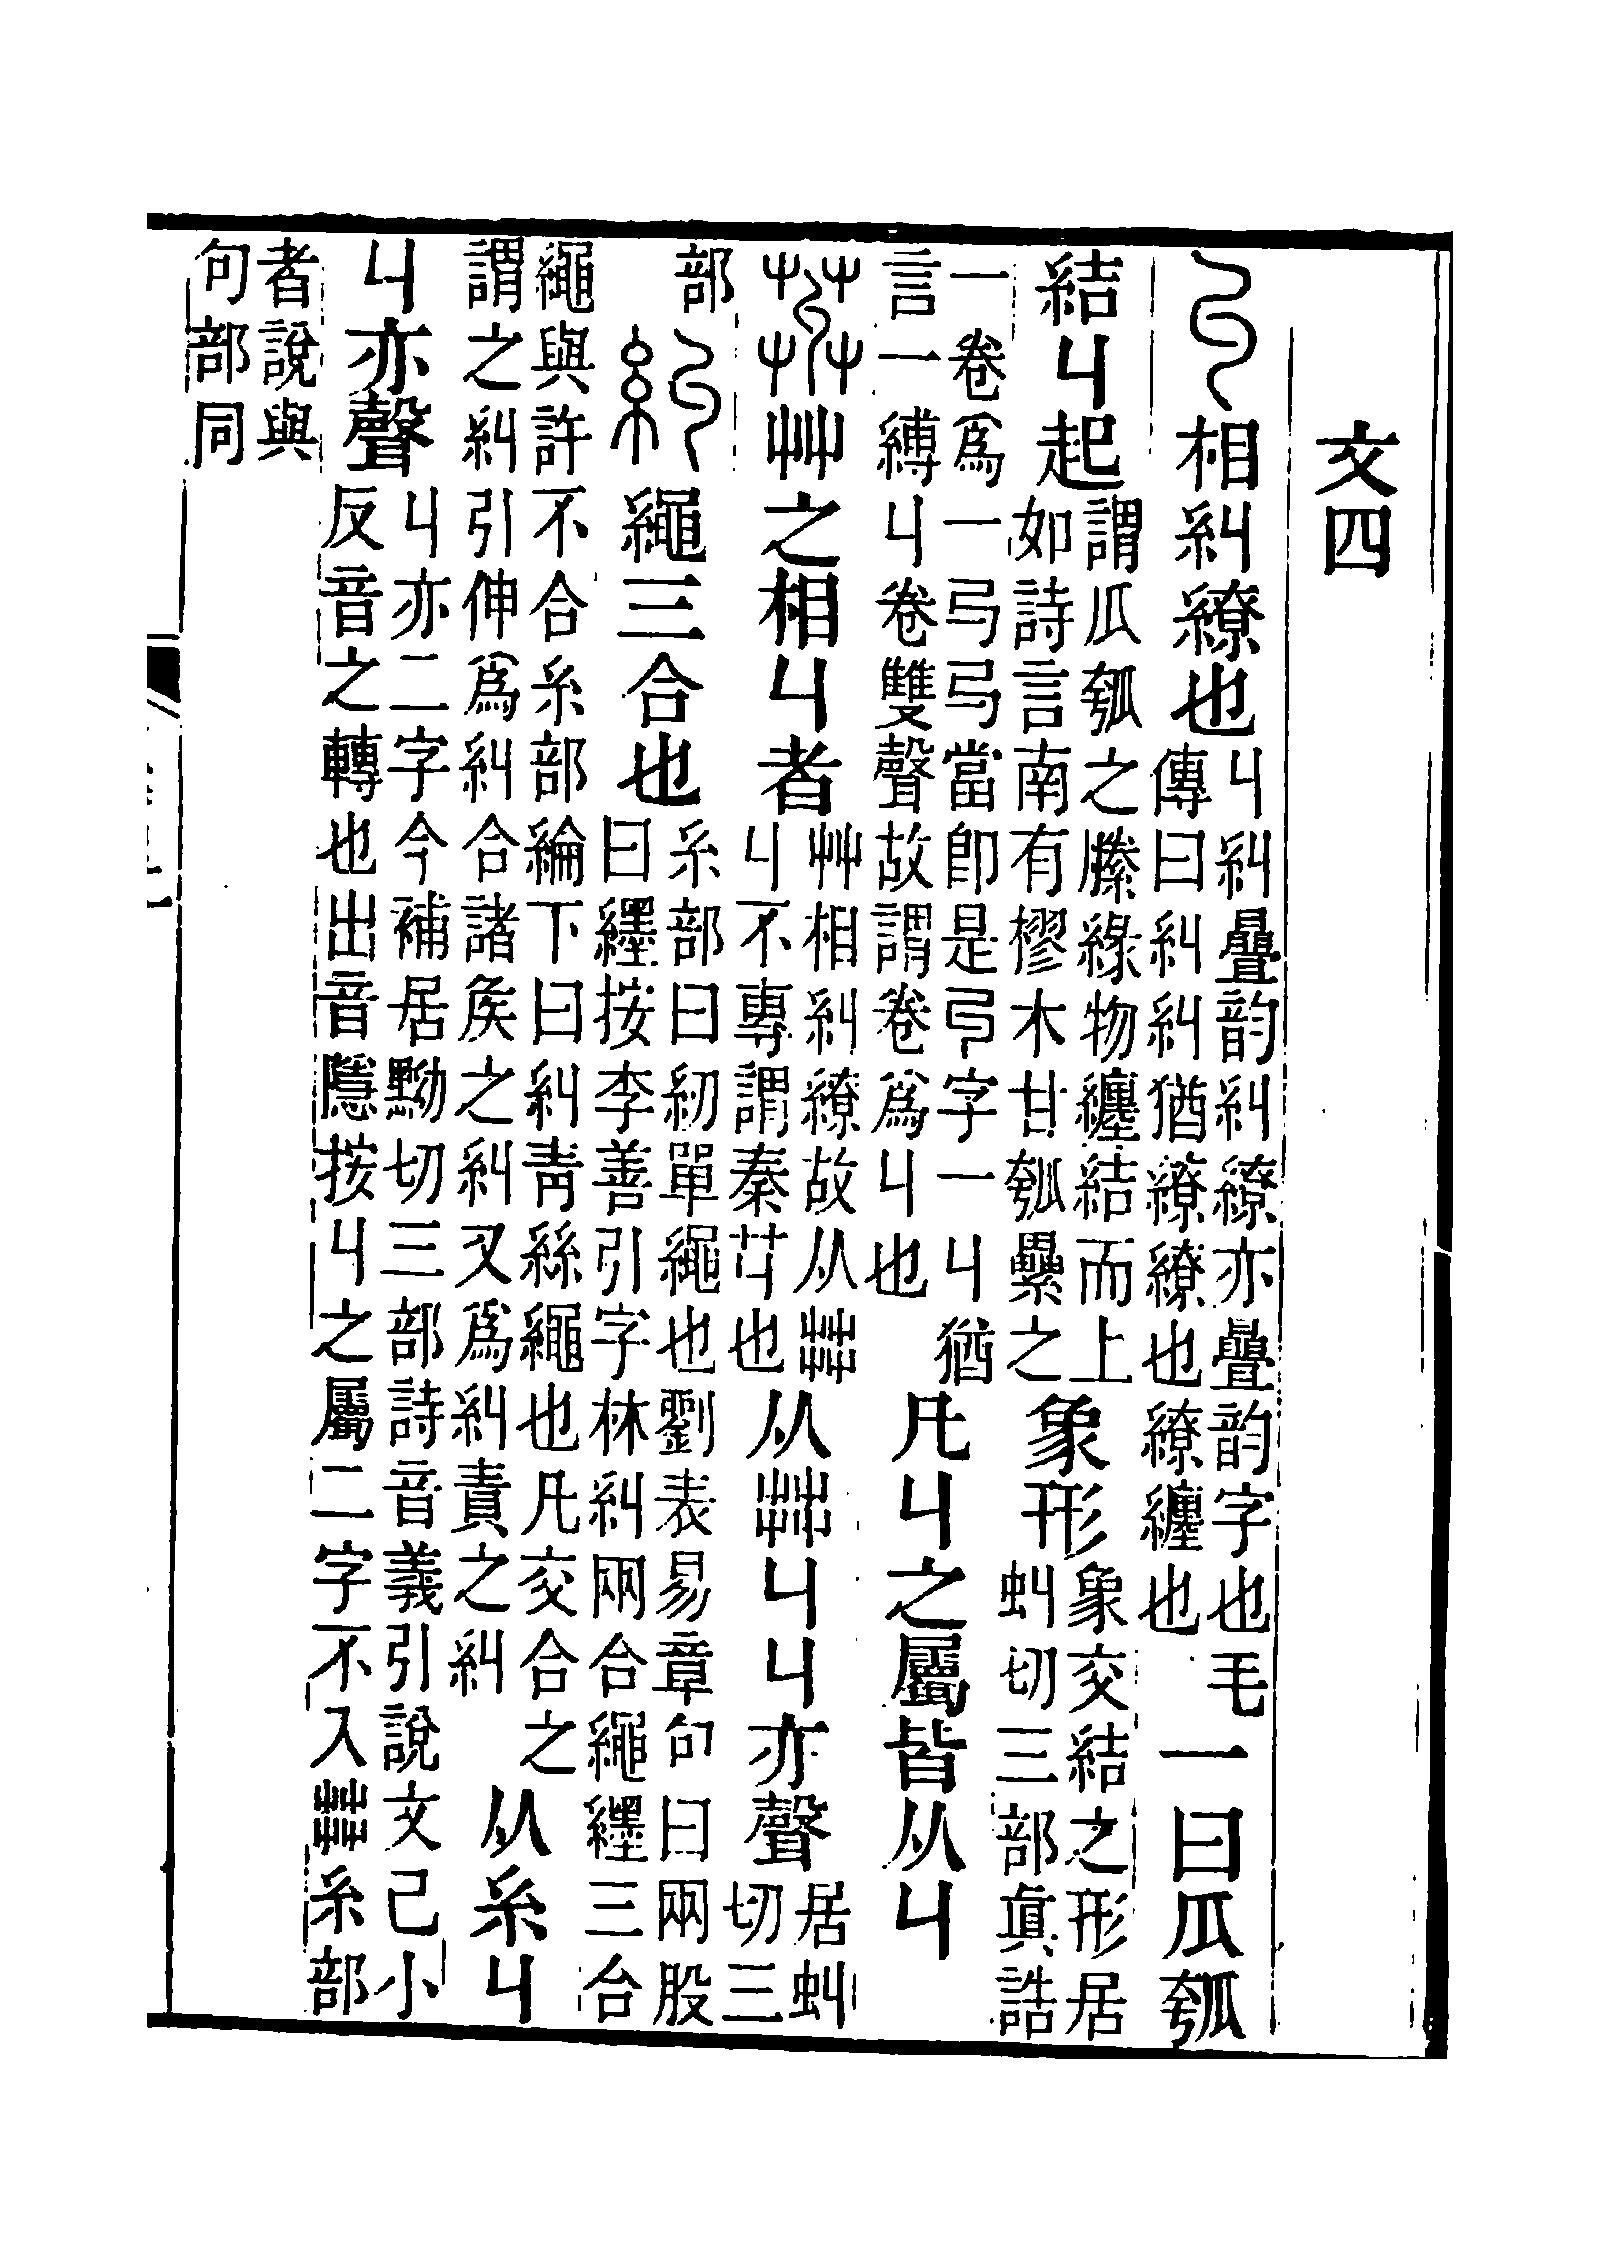 文四
丩相糾繚也
丩糾曡韵糾繚亦曡韵字也毛
傳曰糾糾猶繚繚也繚纏也
一曰瓜瓠
結丩起
謂瓜瓠之縢緣物纏結而上
如詩言南有樛木甘瓠纍之
象形
象交結之形居
虯切三部眞誥
一卷爲一弓弓當卽是𢎗字一丩猶
言一縛丩卷雙聲故謂卷爲丩也
凡丩之屬皆从丩
𦱠艸之相丩者
艸相糾繚故从茻
丩不專謂秦艽也
从茻丩丩亦聲
居虯
切三
部
糾繩三合也
糸部曰紉單繩也劉表易章句曰兩股
曰纆按李善引字林糾兩合繩纆三合
繩與許不合糸部綸下曰糾青絲繩也凡交合之
謂之糾引伸爲糾合諸矦之糾又爲糾責之糾
从糸丩
丩亦聲
丩亦二字今補居黝切三部詩音義引說文己小
反音之轉也出音隱按丩之屬二字不入茻糸部
者說與
句部同